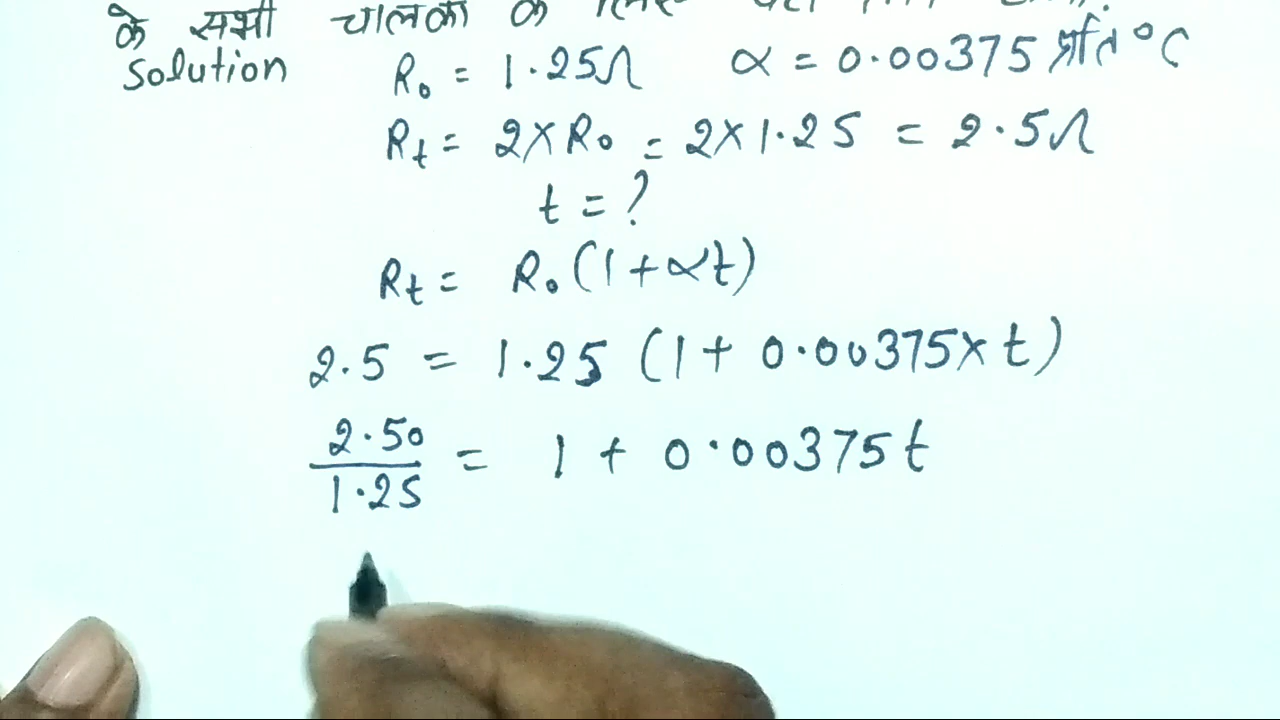 के सभी चालकों के लिए
Solution R₀ = 1.25Ω α = 0.00375 प्रति °C
Rₜ = 2×R₀ = 2×1.25 = 2.5Ω
t = ?
Rₜ = R₀(1+αt)
2.5 = 1.25 (1+ 0.00375×t)
2.50/1.25 = 1 + 0.00375t